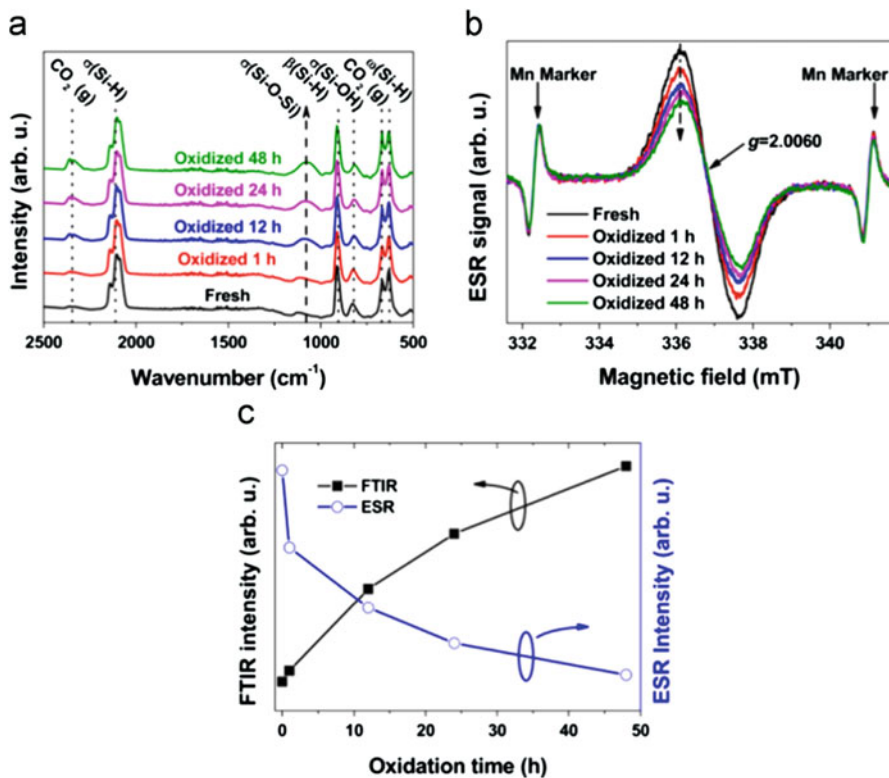 a
CO2 (g)
σ(Si-H)
σ(Si-O-Si)
β(Si-H)
σ(Si-OH)
CO2 (g)
ω(Si-H)
Oxidized 48 h
Oxidized 24 h
Oxidized 12 h
Oxidized 1 h
Fresh
Intensity (arb. u.)
2500 2000 1500 1000 500
Wavenumber (cm-1)
b
Mn Marker
Mn Marker
g=2.0060
Fresh
Oxidized 1 h
Oxidized 12 h
Oxidized 24 h
Oxidized 48 h
ESR signal (arb. u.)
332 334 336 338 340
Magnetic field (mT)
c
FTIR
ESR
FTIR intensity (arb. u.)
ESR Intensity (arb. u.)
0 10 20 30 40 50
Oxidation time (h)